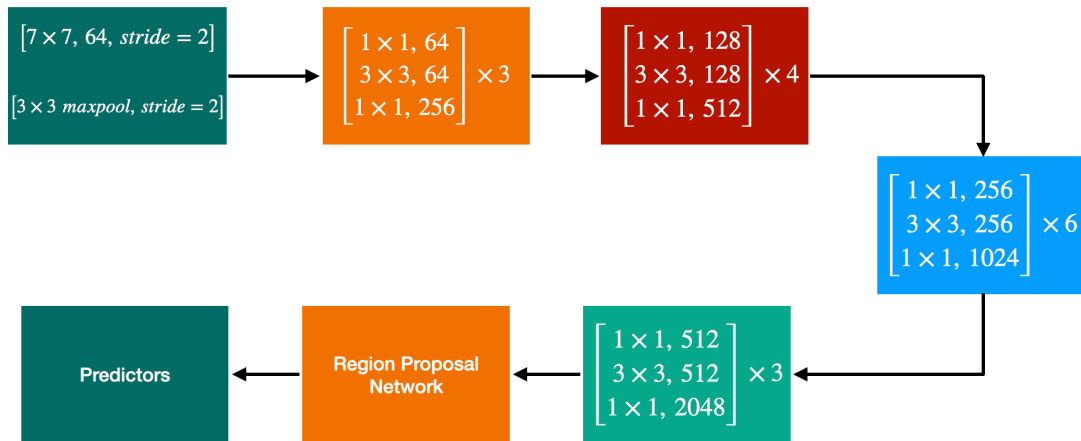 [7 × 7, 64, stride = 2]
[3 × 3 maxpool, stride = 2]
1 × 1, 64
3 × 3, 64
1 × 1, 256
× 3
1 × 1, 128
3 × 3, 128
1 × 1, 512
× 4
1 × 1, 256
3 × 3, 256
1 × 1, 1024
× 6
1 × 1, 512
3 × 3, 512
1 × 1, 2048
× 3
Region Proposal
Network
Predictors